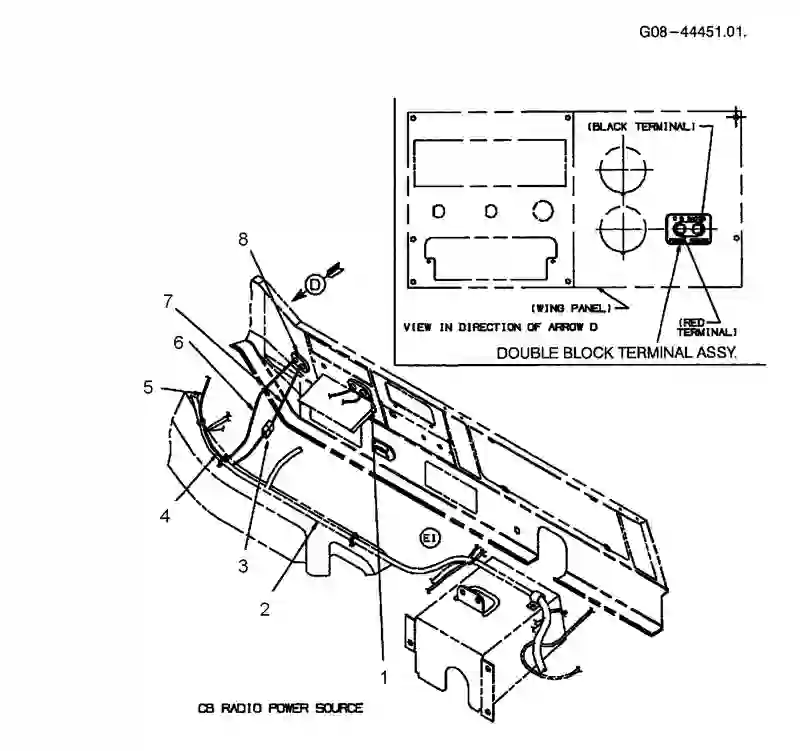 G08-44451.01.
(BLACK TERMINAL)
(WING PANEL)
VIEW IN DIRECTION OF ARROW D
(RED
TERMINAL)
DOUBLE BLOCK TERMINAL ASSY.
8
D
7
6
5
4
3
2
EI
1
CB RADIO POWER SOURCE